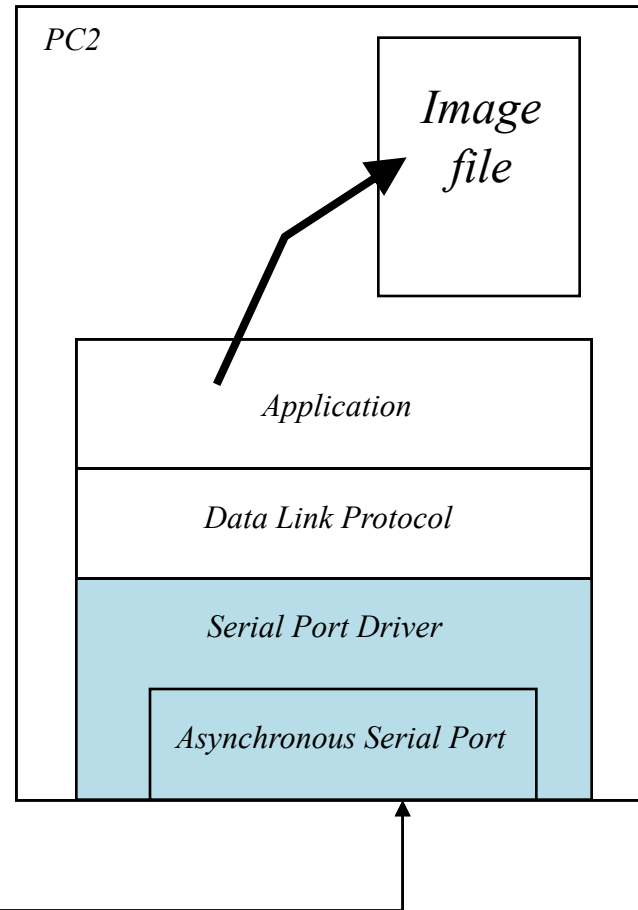 PC2
Image
file
Application
Data Link Protocol
Serial Port Driver
Asynchronous Serial Port